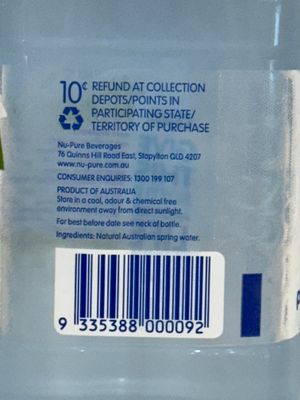 10¢ REFUND AT COLLECTION
DEPOTS/POINTS IN
PARTICIPATING STATE/
TERRITORY OF PURCHASE
Nu-Pure Beverages
76 Quinns Hill Road East, Stapylton QLD 4207
www.nu-pure.com.au
CONSUMER ENQUIRIES: 1300 199 107
PRODUCT OF AUSTRALIA
Store in a cool, odour & chemical free
environment away from direct sunlight.
For best before date see neck of bottle.
Ingredients: Natural Australian spring water.
9 335388 000092